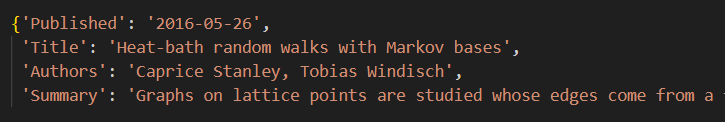 {'Published': '2016-05-26',
'Title': 'Heat-bath random walks with Markov bases',
'Authors': 'Caprice Stanley, Tobias Windisch',
'Summary': 'Graphs on lattice points are studied whose edges come from a